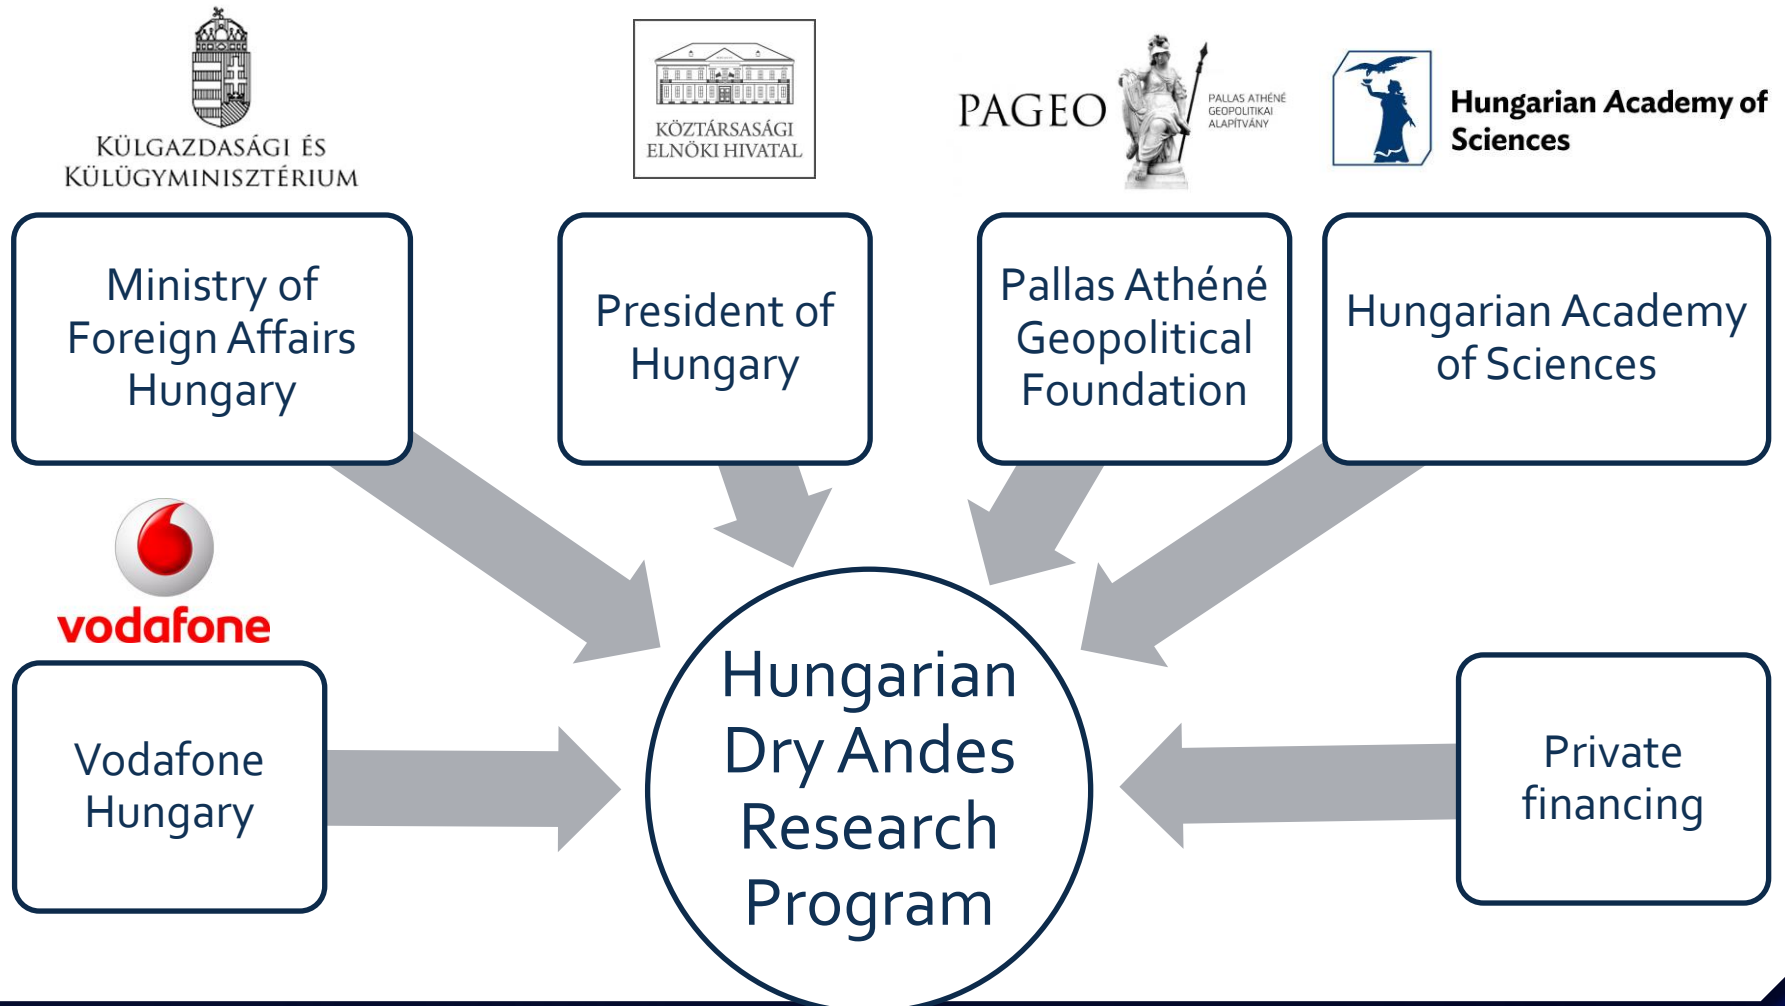 KÜLGAZDASÁGI ÉS
KÜLÜGYMINISZTÉRIUM
KÖZTÁRSASÁGI
ELNÖKI HIVATAL
PAGEO
PALLAS ATHÉNÉ
GEOPOLITIKAI
ALAPÍTVÁNY
Hungarian Academy of
Sciences
Ministry of
Foreign Affairs
Hungary
President of
Hungary
Pallas Athéné
Geopolitical
Foundation
Hungarian Academy
of Sciences
vodafone
Vodafone
Hungary
Hungarian
Dry Andes
Research
Program
Private
financing